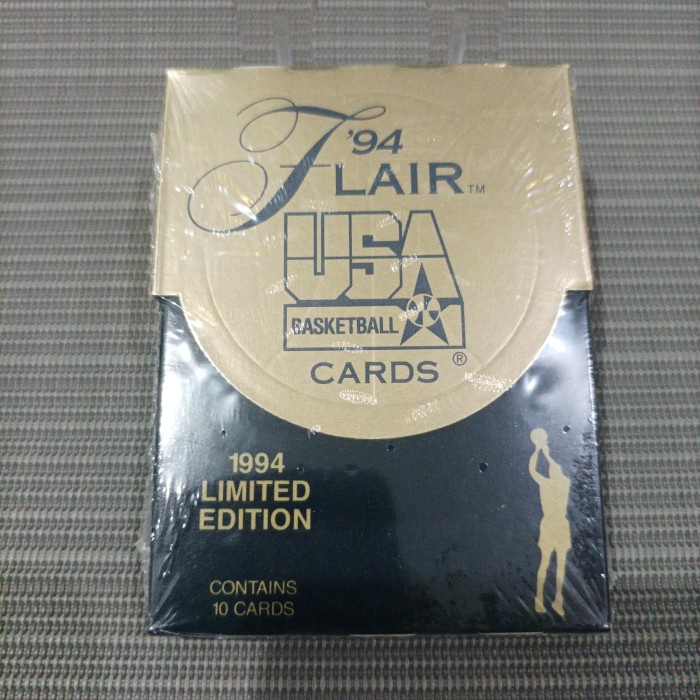 '94
FLAIR™
USA
BASKETBALL
CARDS®
1994
LIMITED
EDITION
CONTAINS
10 CARDS